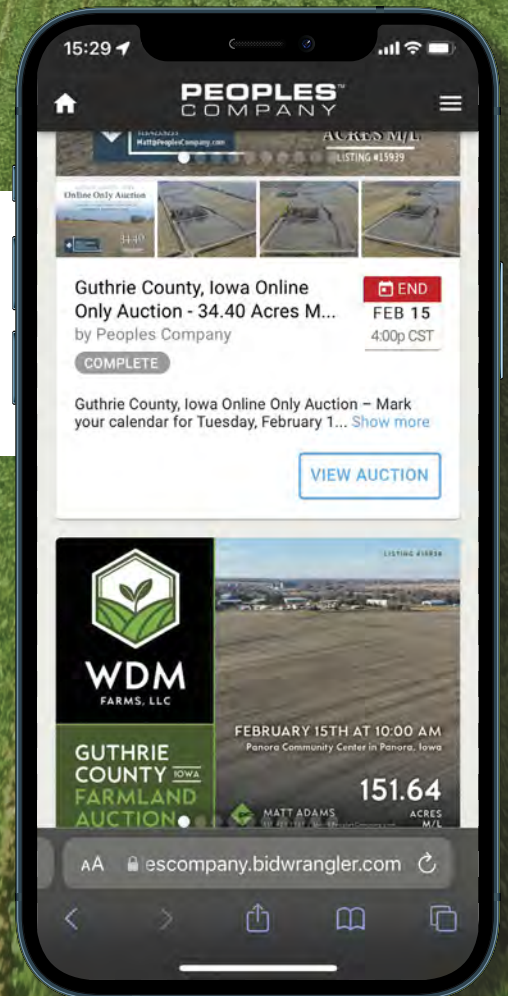 15:29
PEOPLES™
COMPANY
Matt@PeoplesCompany.com
ACRES M/L
LISTING #15939
Online Only Auction
34.40
Guthrie County, Iowa Online
Only Auction - 34.40 Acres M...
by Peoples Company
COMPLETE
END
FEB 15
4:00p CST
Guthrie County, Iowa Online Only Auction – Mark
your calendar for Tuesday, February 1... Show more
VIEW AUCTION
LISTING #15938
WDM
FARMS, LLC
FEBRUARY 15TH AT 10:00 AM
Panora Community Center in Panora, Iowa
GUTHRIE
COUNTY IOWA
FARMLAND
AUCTION
151.64
ACRES
M/L
MATT ADAMS
AA escompany.bidwrangler.com